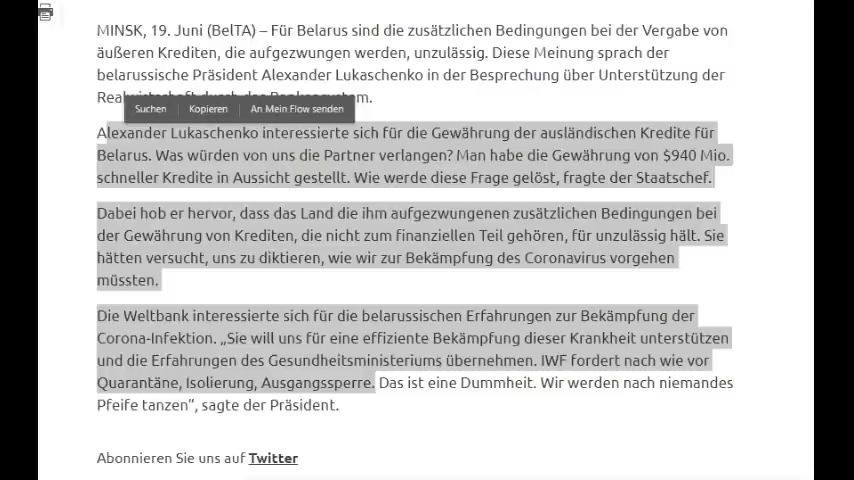 MINSK, 19. Juni (BelTA) – Für Belarus sind die zusätzlichen Bedingungen bei der Vergabe von
äußeren Krediten, die aufgezwungen werden, unzulässig. Diese Meinung sprach der
belarussische Präsident Alexander Lukaschenko in der Besprechung über Unterstützung der
Realwirtschaft durch das Bankensystem.
Suchen Kopieren An Mein Flow senden
Alexander Lukaschenko interessierte sich für die Gewährung der ausländischen Kredite für
Belarus. Was würden von uns die Partner verlangen? Man habe die Gewährung von $940 Mio.
schneller Kredite in Aussicht gestellt. Wie werde diese Frage gelöst, fragte der Staatschef.
Dabei hob er hervor, dass das Land die ihm aufgezwungenen zusätzlichen Bedingungen bei
der Gewährung von Krediten, die nicht zum finanziellen Teil gehören, für unzulässig hält. Sie
hätten versucht, uns zu diktieren, wie wir zur Bekämpfung des Coronavirus vorgehen
müssten.
Die Weltbank interessierte sich für die belarussischen Erfahrungen zur Bekämpfung der
Corona-Infektion. „Sie will uns für eine effiziente Bekämpfung dieser Krankheit unterstützen
und die Erfahrungen des Gesundheitsministeriums übernehmen. IWF fordert nach wie vor
Quarantäne, Isolierung, Ausgangssperre. Das ist eine Dummheit. Wir werden nach niemandes
Pfeife tanzen“, sagte der Präsident.
Abonnieren Sie uns auf Twitter